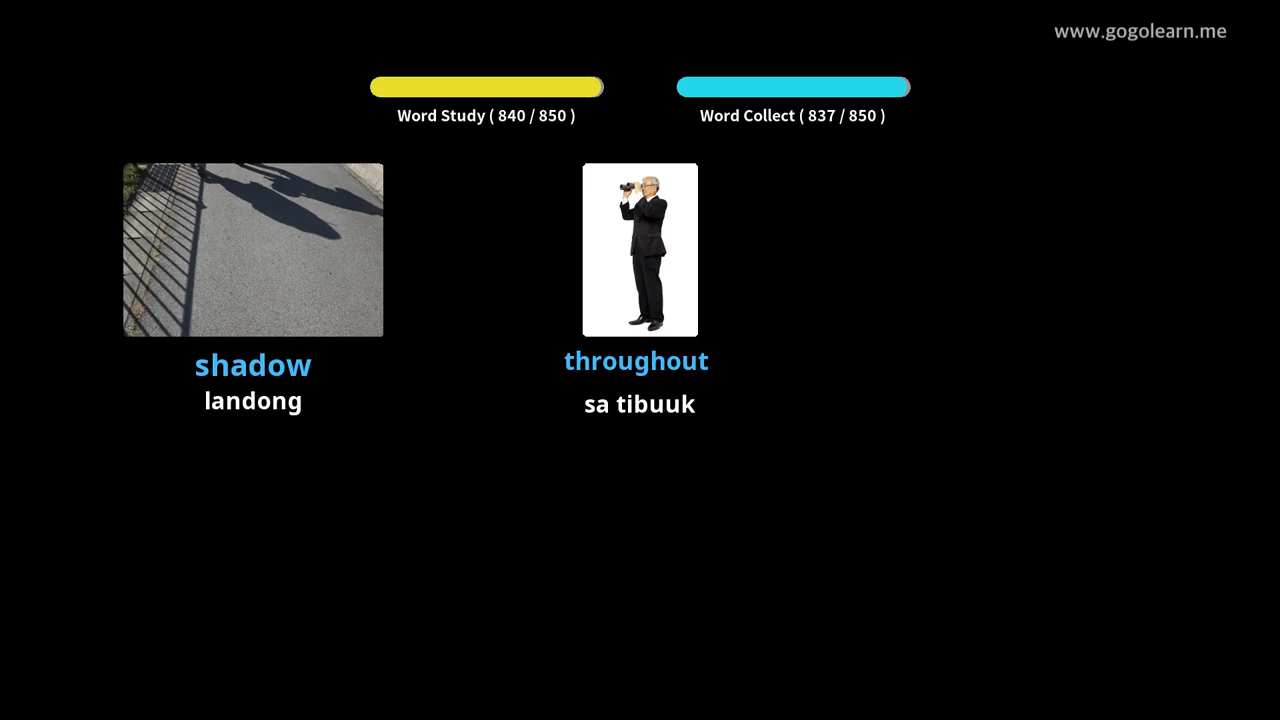 www.gogolearn.me
Word Study ( 840 / 850 )
Word Collect ( 837 / 850 )
shadow
landong
throughout
sa tibuuk